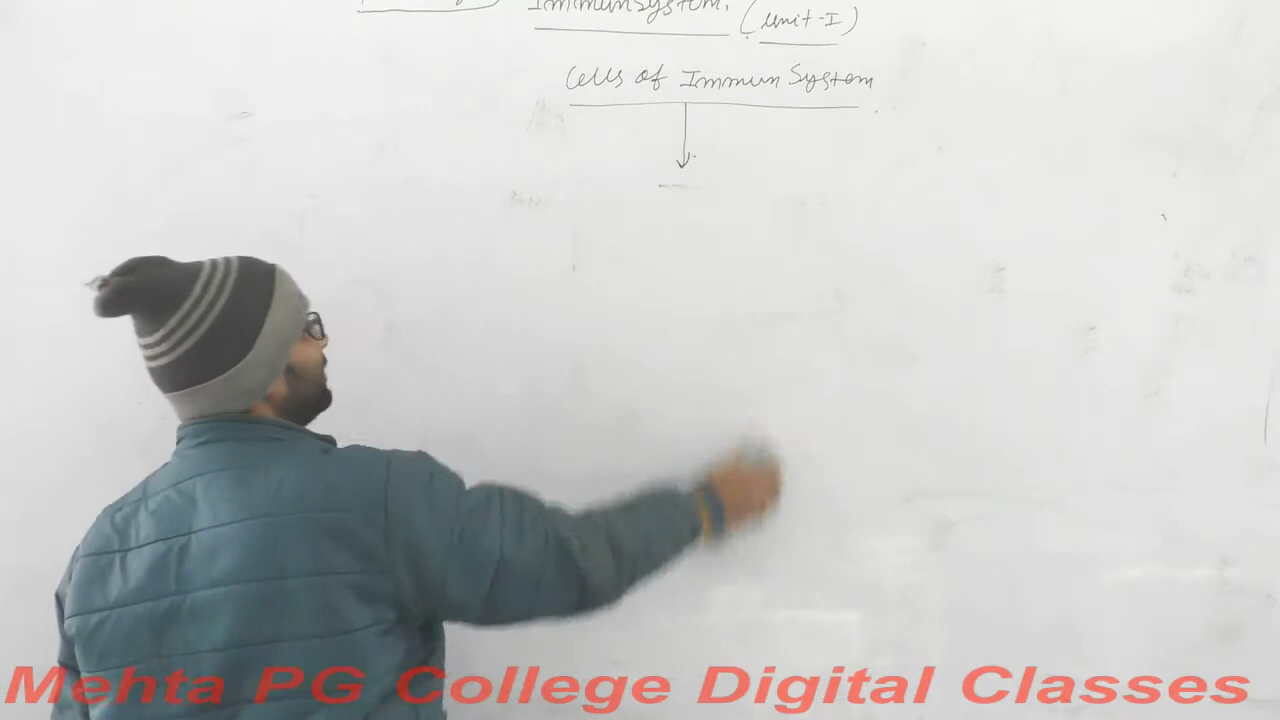 Immun System, (Unit-I)
Cells of Immun System
Mehta PG College Digital Classes